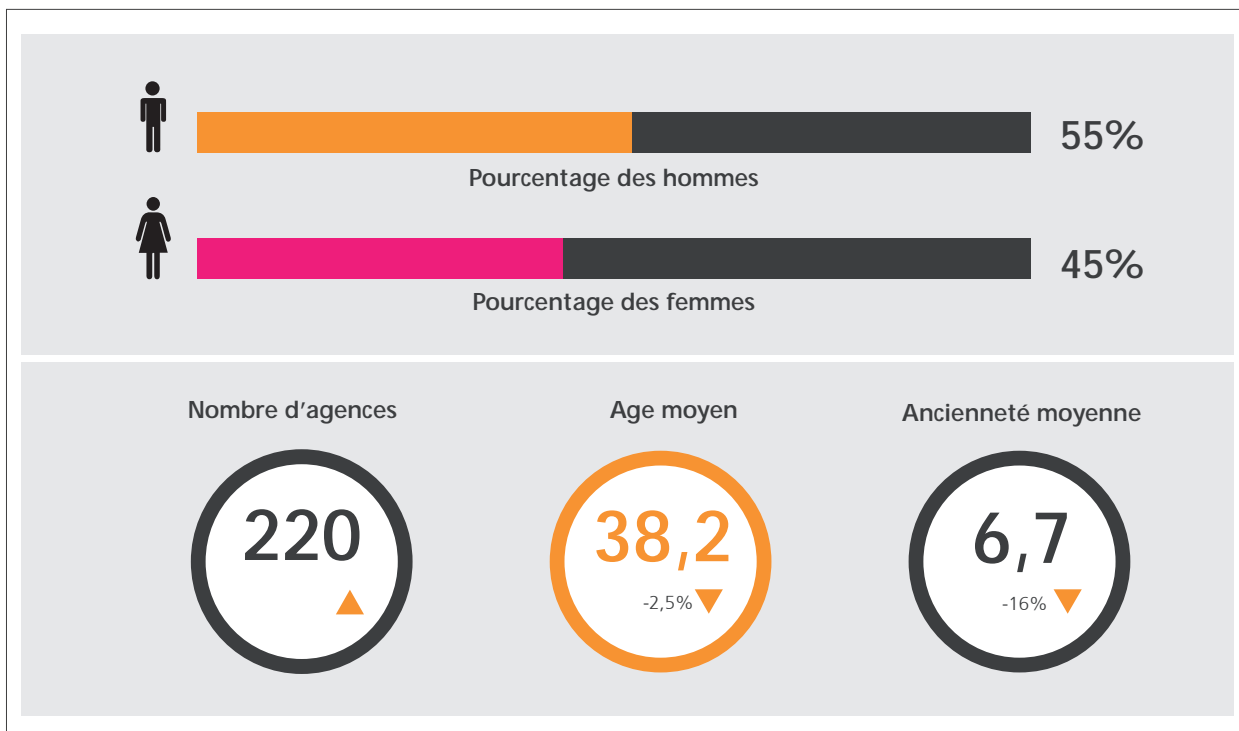 55%
Pourcentage des hommes
45%
Pourcentage des femmes
Nombre d'agences
Age moyen
Ancienneté moyenne
220
38,2
-2,5%
6,7
-16%